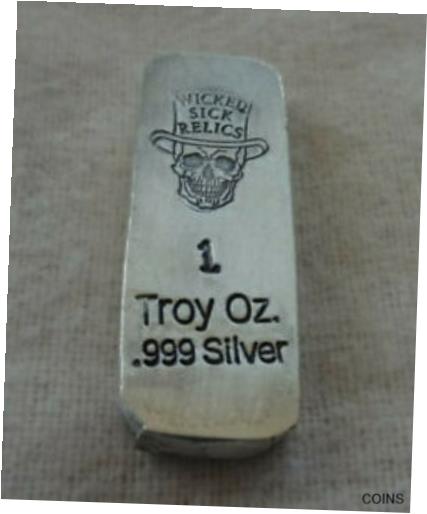 WICKED
SICK
RELICS
1
Troy Oz.
.999 Silver
COINS